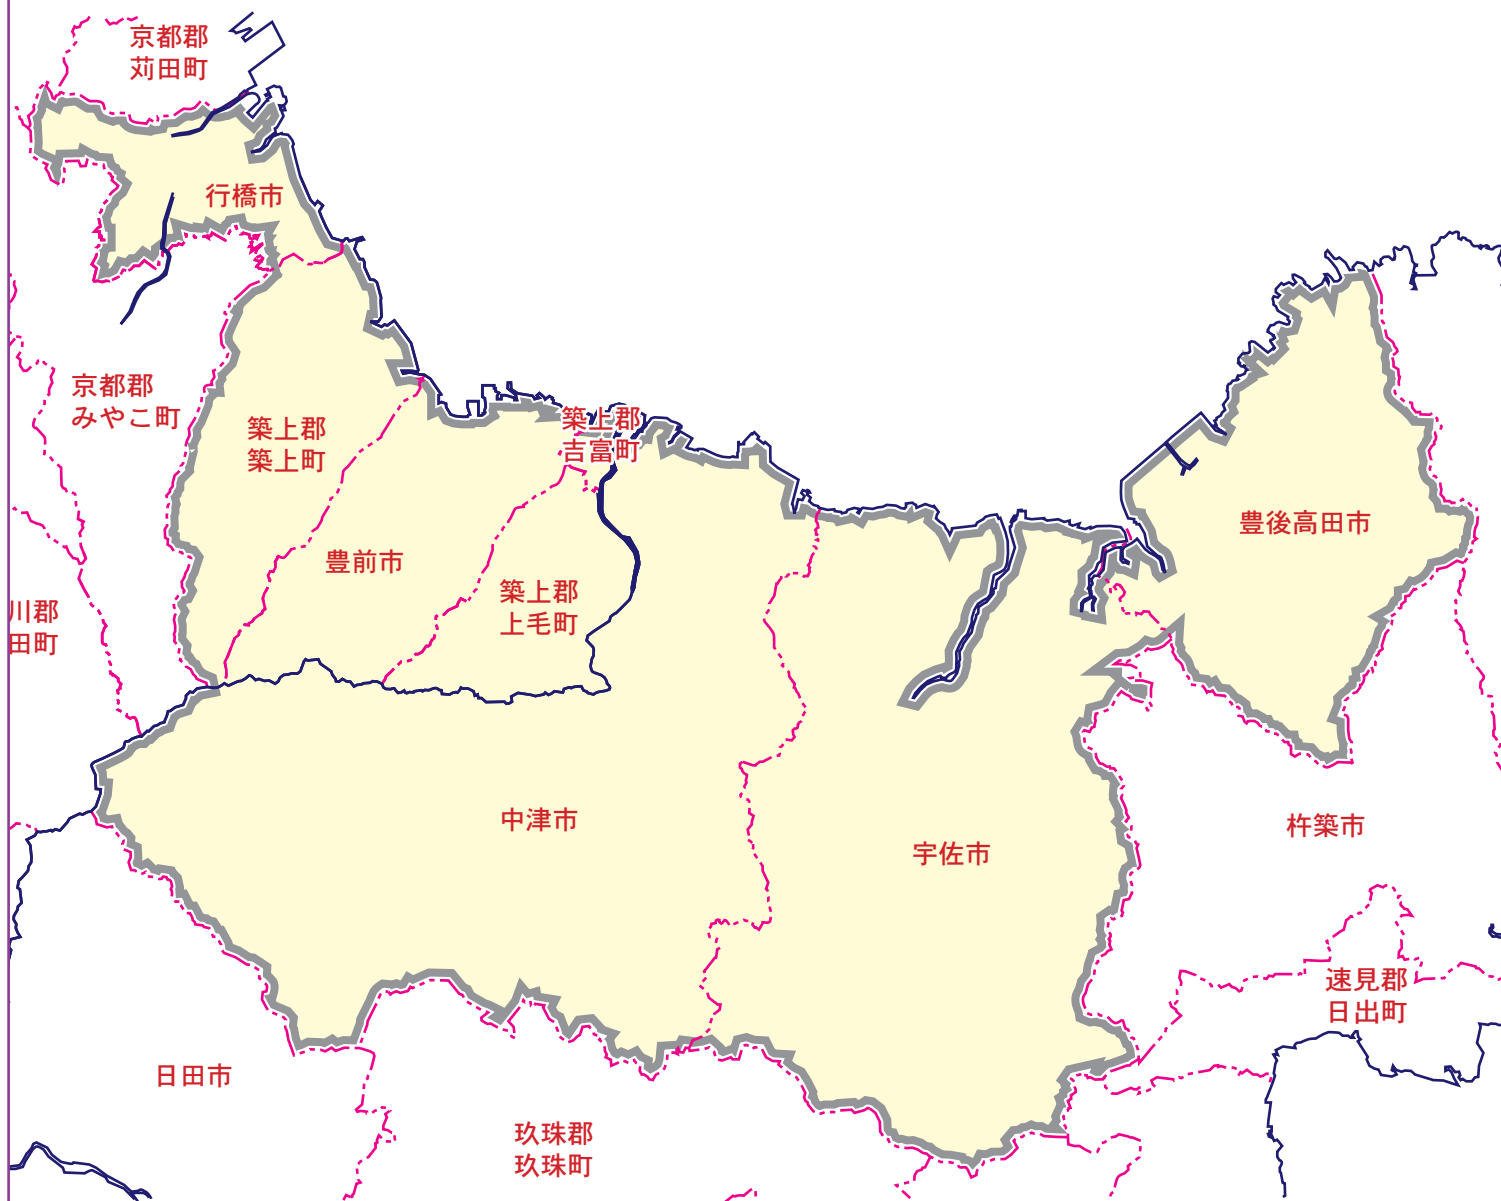 京都郡
苅田町
行橋市
京都郡
みやこ町
築上郡
築上町
築上郡
吉富町
豊前市
築上郡
上毛町
豊後高田市
川郡
田町
中津市
宇佐市
杵築市
速見郡
日出町
日田市
玖珠郡
玖珠町